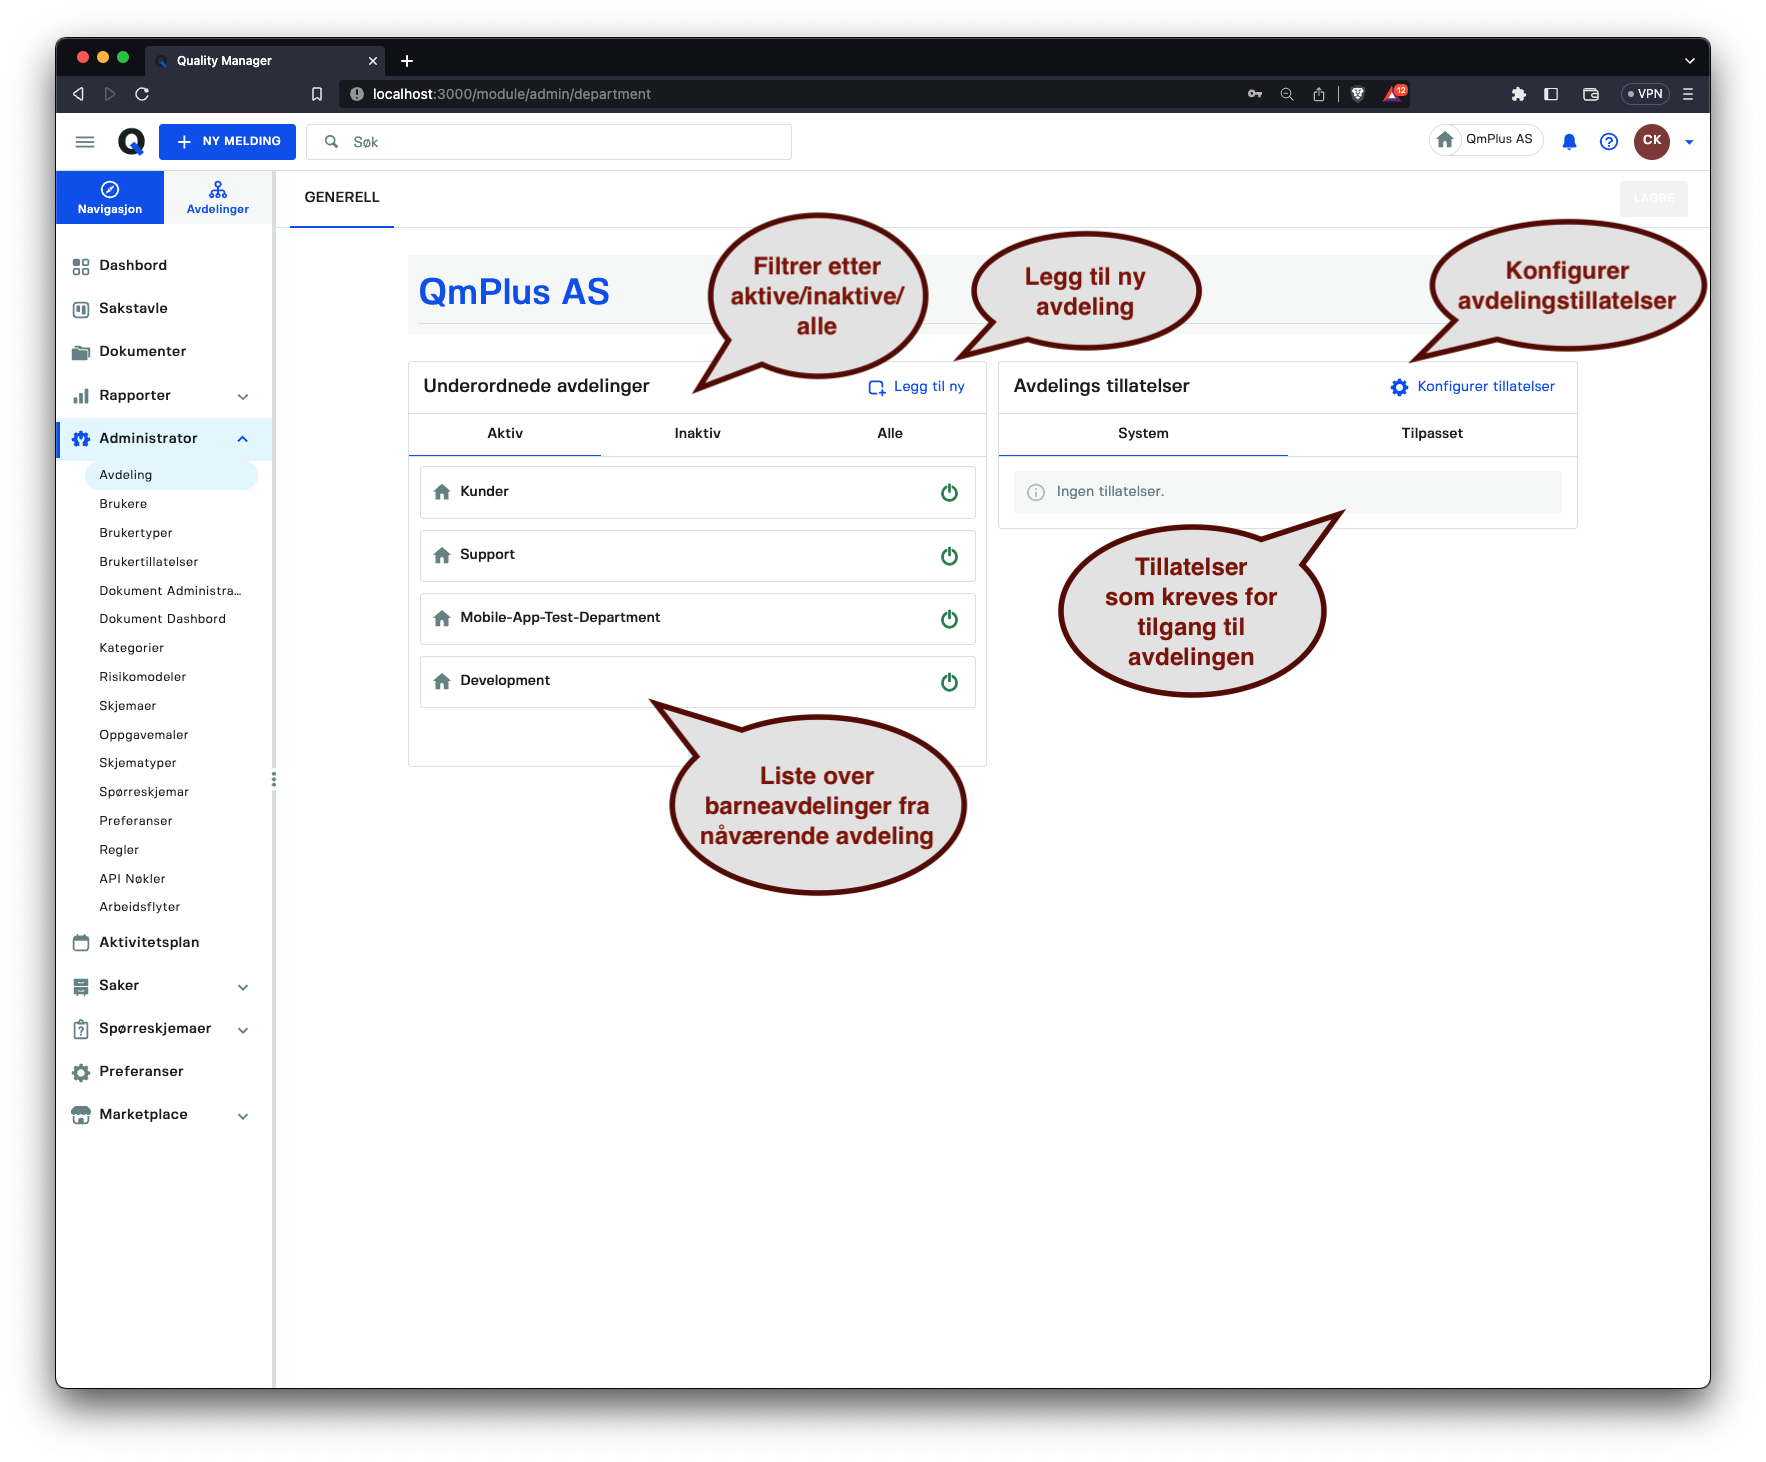 Quality Manager
localhost:3000/module/admin/department
12
VPN
NY MELDING
Søk
QmPlus AS
CK
Navigasjon
Avdelinger
GENERELL
LAGRE
Dashbord
Sakstavle
Dokumenter
Rapporter
Administrator
Avdeling
Brukere
Brukertyper
Brukertillatelser
Dokument Administra...
Dokument Dashbord
Kategorier
Risikomodeler
Skjemaer
Oppgavemaler
Skjematyper
Spørreskjemar
Preferanser
Regler
API Nøkler
Arbeidsflyter
Aktivitetsplan
Saker
Spørreskjemaer
Preferanser
Marketplace
QmPlus AS
Filtrer etter
aktive/inaktive/
alle
Legg til ny
avdeling
Konfigurer
avdelingstillatelser
Underordnede avdelinger
Legg til ny
Aktiv
Inaktiv
Alle
Kunder
Support
Mobile-App-Test-Department
Development
Liste over
barneavdelinger fra
nåværende avdeling
Avdelings tillatelser
Konfigurer tillatelser
System
Tilpasset
Ingen tillatelser.
Tillatelser
som kreves for
tilgang til
avdelingen